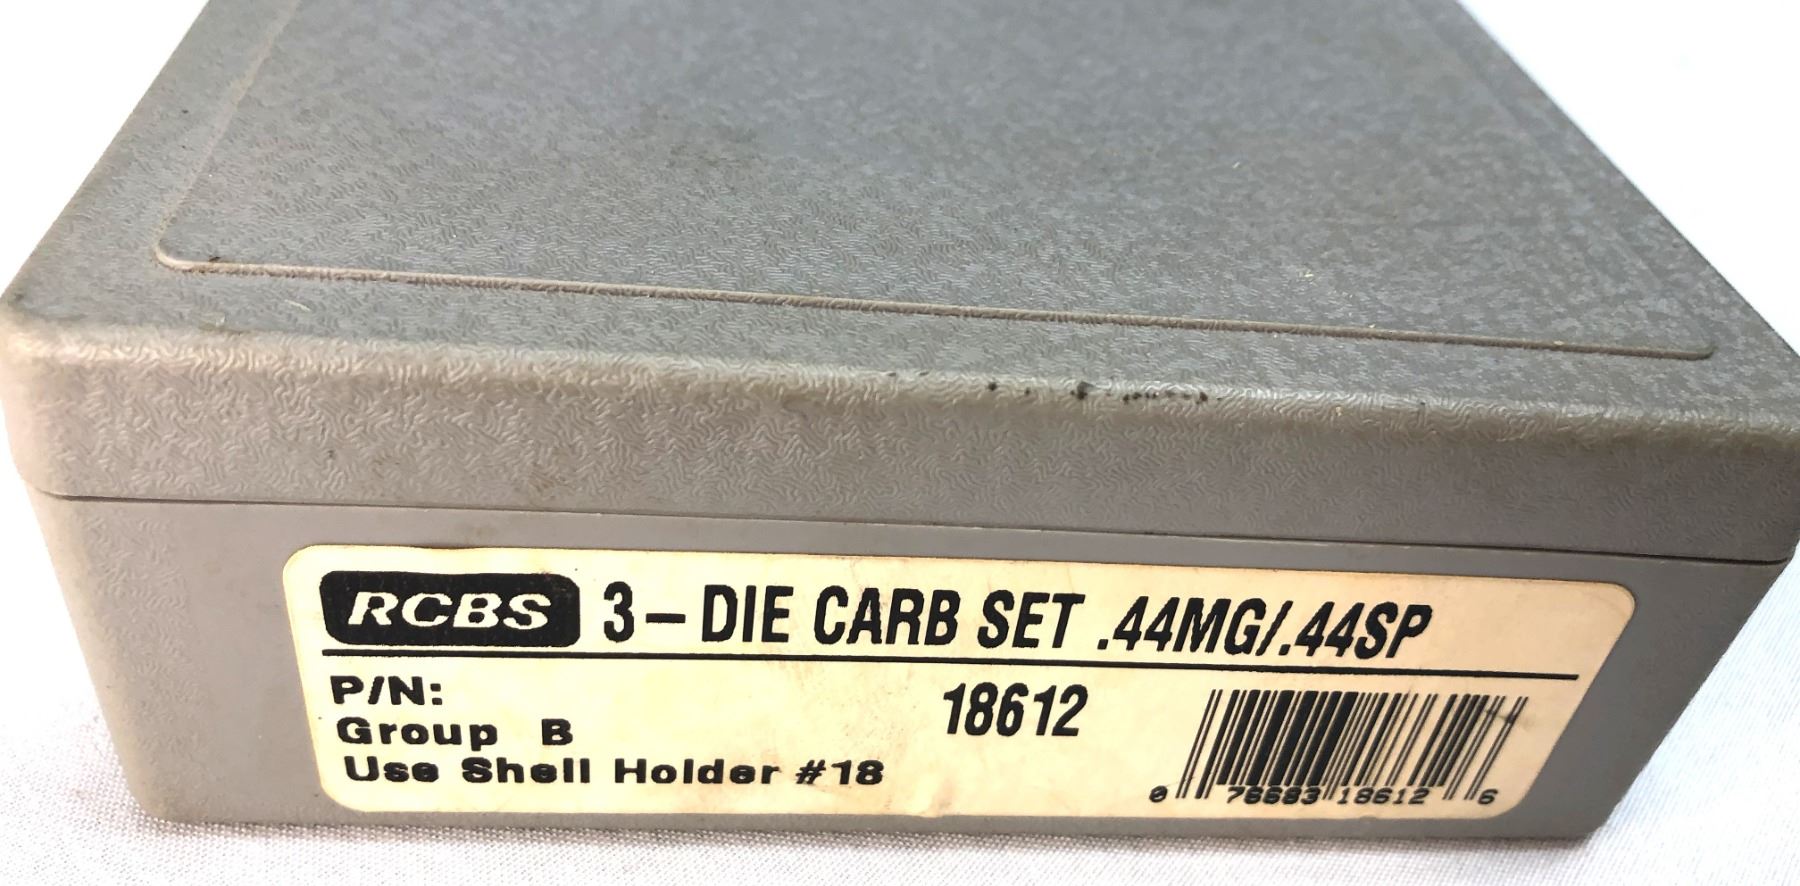 RCBS 3-DIE CARB SET .44MG/.44SP
P/N: 18612
Group B
Use Shell Holder #18
0 76683 18612 6